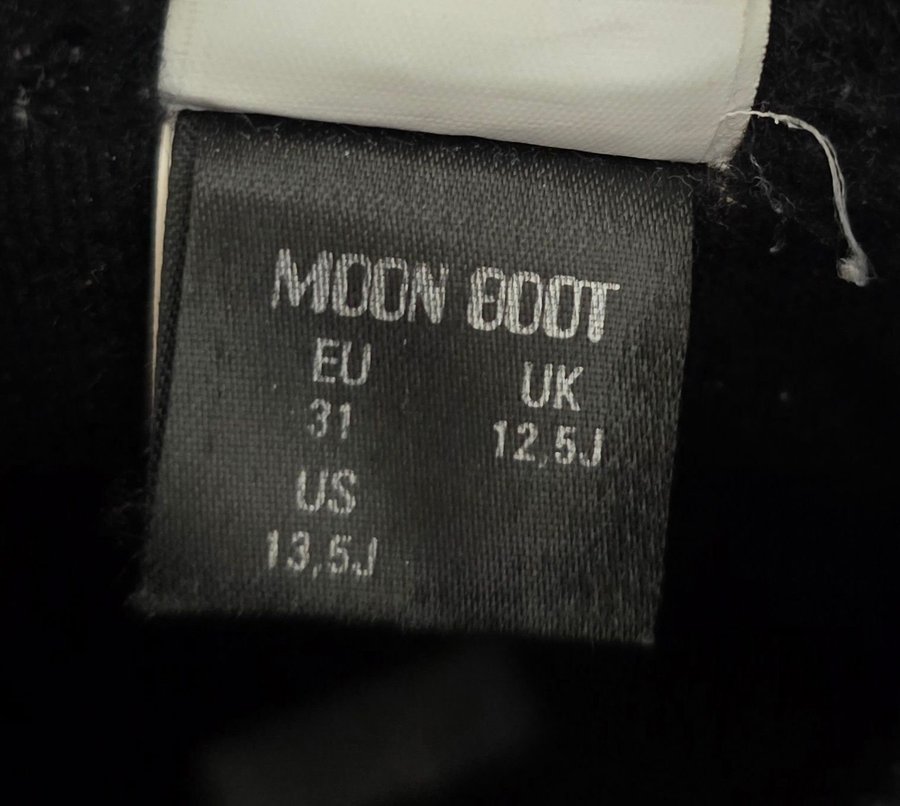 MOON BOOT
EU UK
31 12,5J
US
13,5J